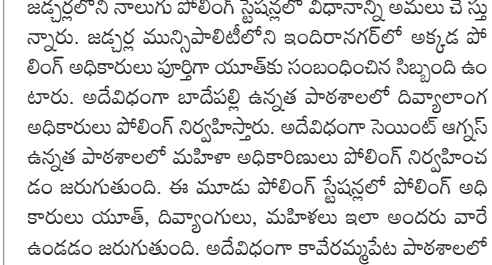 జడ్చర్లలోని నాలుగు పోలింగ్ స్టేషన్లలో విధానాన్ని అమలు చే స్తు
న్నారు. జడ్చర్ల మున్సిపాలిటీలోని ఇందిరానగర్‌లో అక్కడ పో
లింగ్ అధికారులు పూర్తిగా యూత్‌కు సంబంధించిన సిబ్బంది ఉం
టారు. అదేవిధంగా బాదేపల్లి ఉన్నత పాఠశాలలో దివ్యాలాంగ
అధికారులు పోలింగ్ నిర్వహిస్తారు. అదేవిధంగా సెయింట్ ఆగ్నస్
ఉన్నత పాఠశాలలో మహిళా అధికారిణులు పోలింగ్ నిర్వహించ
డం జరుగుతుంది. ఈ మూడు పోలింగ్ స్టేషన్లలో పోలింగ్ అధి
కారులు యూత్, దివ్యాంగులు, మహిళలు ఇలా అందరు వారే
ఉండడం జరుగుతుంది. అదేవిధంగా కావేరమ్మపేట పాఠశాలలో